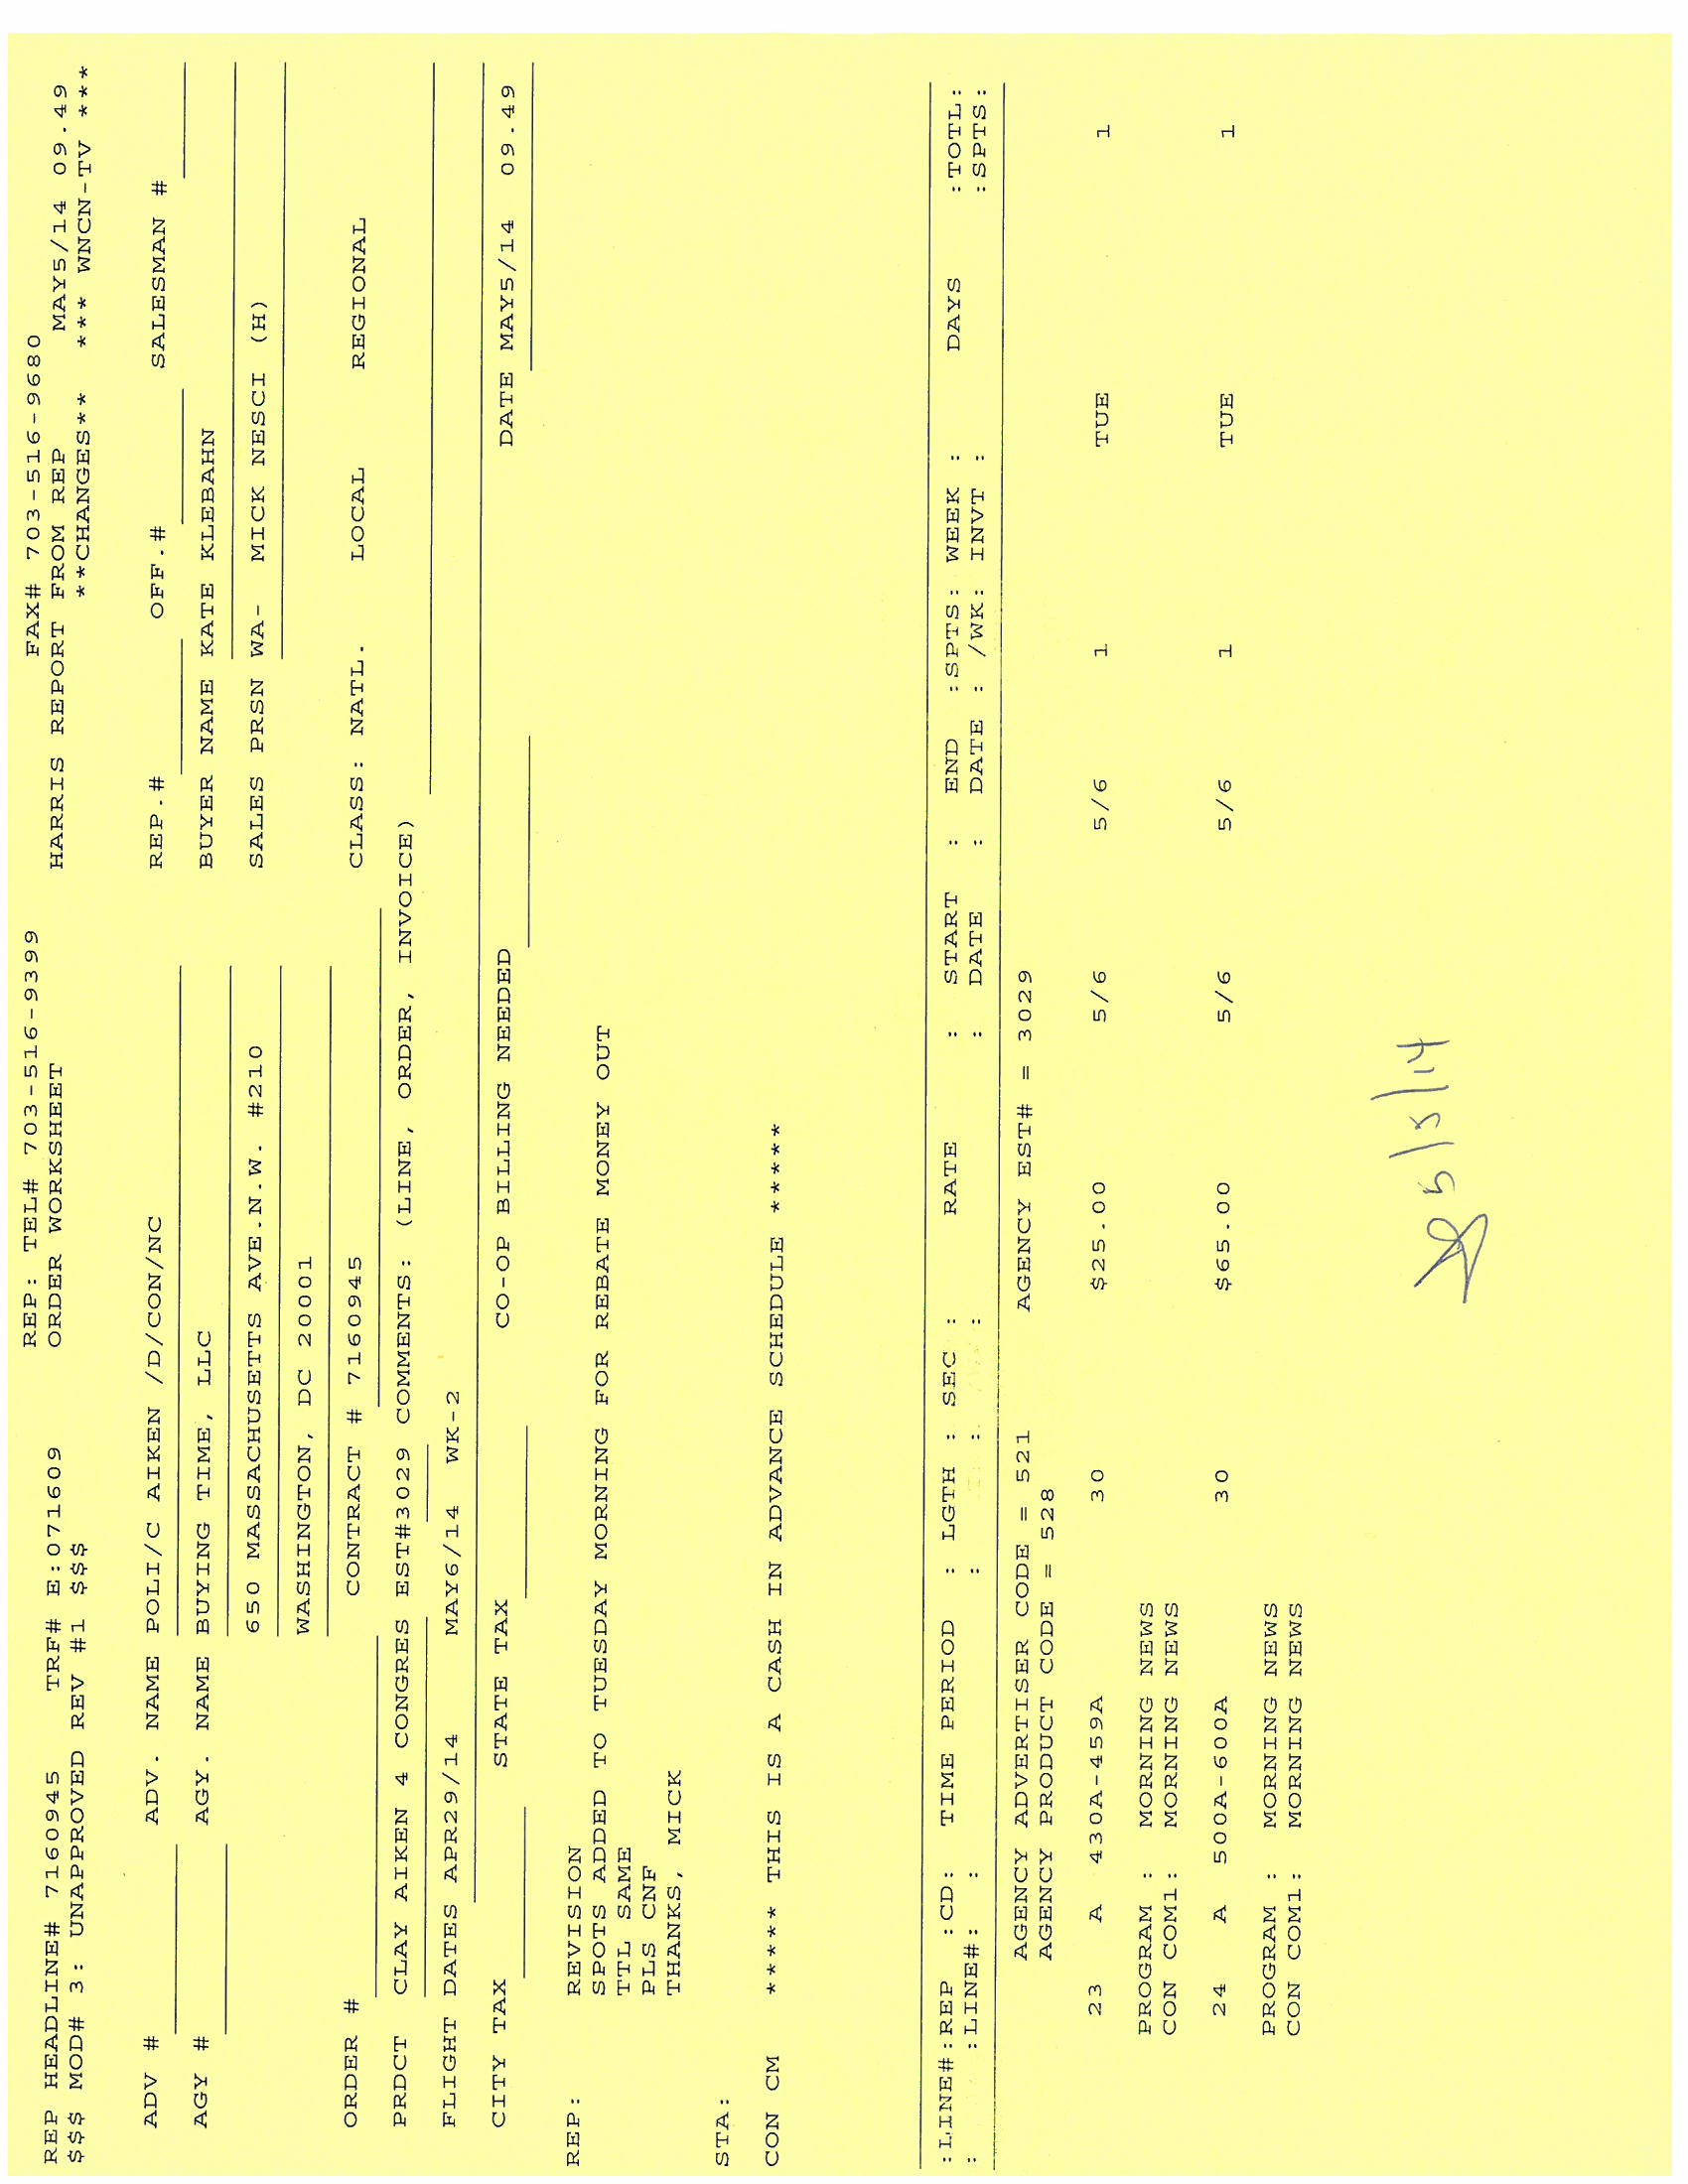 REP: TEL# 703-516-9399 FAX# 703-516-9680
REP HEADLINE# 7160945 TRF# E:071609 ORDER WORKSHEET HARRIS REPORT FROM REP MAY5/14 09.49
$$$ MOD# 3: UNAPPROVED REV #1 $$$ **CHANGES** *** WNCN-TV ***
ADV # ADV. NAME POLI/C AIKEN /D/CON/NC REP.# OFF.# SALESMAN #
AGY # AGY. NAME BUYING TIME, LLC BUYER NAME KATE KLEBAHN
650 MASSACHUSETTS AVE.N.W. #210 SALES PRSN WA- MICK NESCI (H)
WASHINGTON, DC 20001
ORDER # CONTRACT # 7160945 CLASS: NATL. LOCAL REGIONAL
PRDCT CLAY AIKEN 4 CONGRES EST#3029 COMMENTS: (LINE, ORDER, INVOICE)
FLIGHT DATES APR29/14 MAY6/14 WK-2
CITY TAX STATE TAX CO-OP BILLING NEEDED DATE MAY5/14 09.49
REP: REVISION
SPOTS ADDED TO TUESDAY MORNING FOR REBATE MONEY OUT
TTL SAME
PLS CNF
THANKS, MICK
STA:
CON CM ***** THIS IS A CASH IN ADVANCE SCHEDULE *****
:LINE#:REP :CD: TIME PERIOD : LGTH : SEC : RATE : START : END :SPTS: WEEK : DAYS :TOTL:
: :LINE#: : : : : : DATE : DATE : /WK: INVT : :SPTS:
AGENCY ADVERTISER CODE = 521 AGENCY EST# = 3029
AGENCY PRODUCT CODE = 528
23 A 430A-459A 30 $25.00 5/6 5/6 1 TUE 1
PROGRAM : MORNING NEWS
CON COM1: MORNING NEWS
24 A 500A-600A 30 $65.00 5/6 5/6 1 TUE 1
PROGRAM : MORNING NEWS
CON COM1: MORNING NEWS
5/5/14